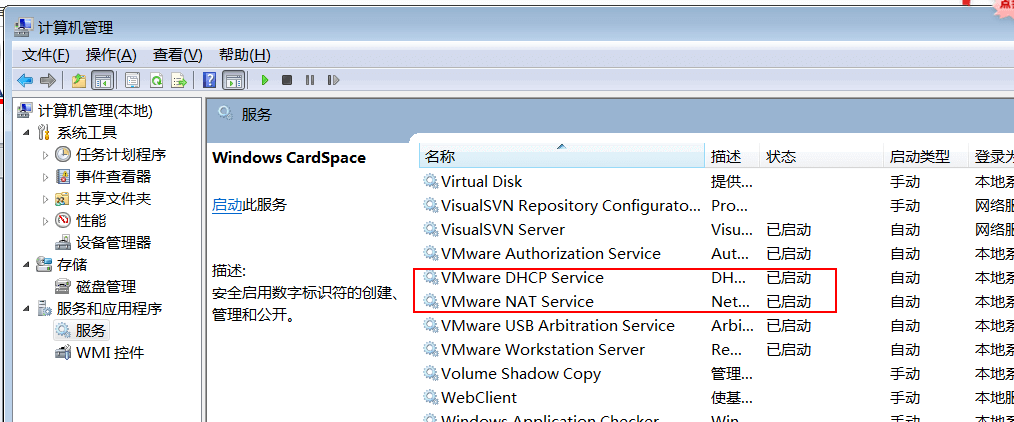 计算机管理
文件(F) 操作(A) 查看(V) 帮助(H)
计算机管理(本地)
系统工具
任务计划程序
事件查看器
共享文件夹
性能
设备管理器
存储
磁盘管理
服务和应用程序
服务
WMI 控件
服务
Windows CardSpace
启动此服务
描述:
安全启用数字标识符的创建、
管理和公开。
名称 描述 状态 启动类型 登录为
Virtual Disk 提供... 手动 本地系
VisualSVN Repository Configurato... Pro... 手动 网络服
VisualSVN Server Visu... 已启动 自动 网络服
VMware Authorization Service Aut... 已启动 自动 本地系
VMware DHCP Service DH... 已启动 自动 本地系
VMware NAT Service Net... 已启动 自动 本地系
VMware USB Arbitration Service Arbi... 已启动 自动 本地系
VMware Workstation Server Re... 已启动 自动 本地系
Volume Shadow Copy 管理... 手动 本地系
WebClient 使基... 手动 本地服
Windows Application Checker Win... 自动 本地系